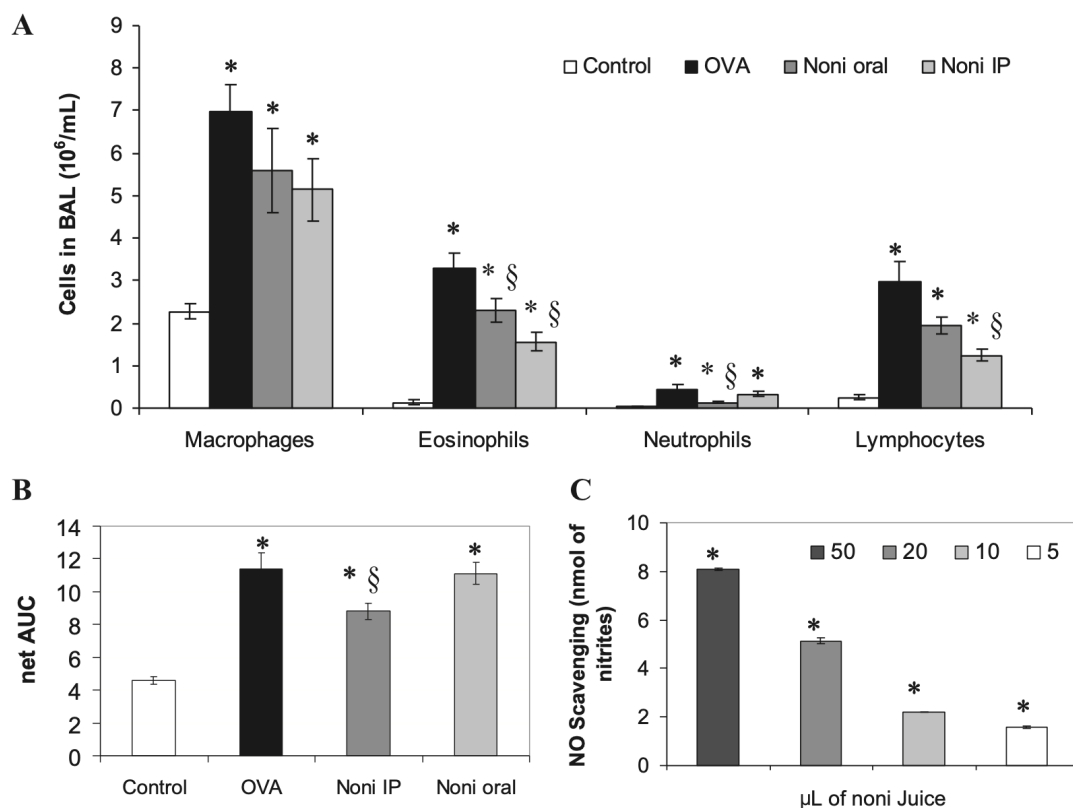 A
Cells in BAL (10⁶/mL)
9
8
7
6
5
4
3
2
1
0
Control OVA Noni oral Noni IP
* * *
* * § * §
* * § *
* * * §
Macrophages Eosinophils Neutrophils Lymphocytes
B
net AUC
14
12
10
8
6
4
2
0
* * § *
Control OVA Noni IP Noni oral
C
NO Scavenging (nmol of
nitrites)
10
8
6
4
2
0
50 20 10 5
* * * *
µL of noni Juice